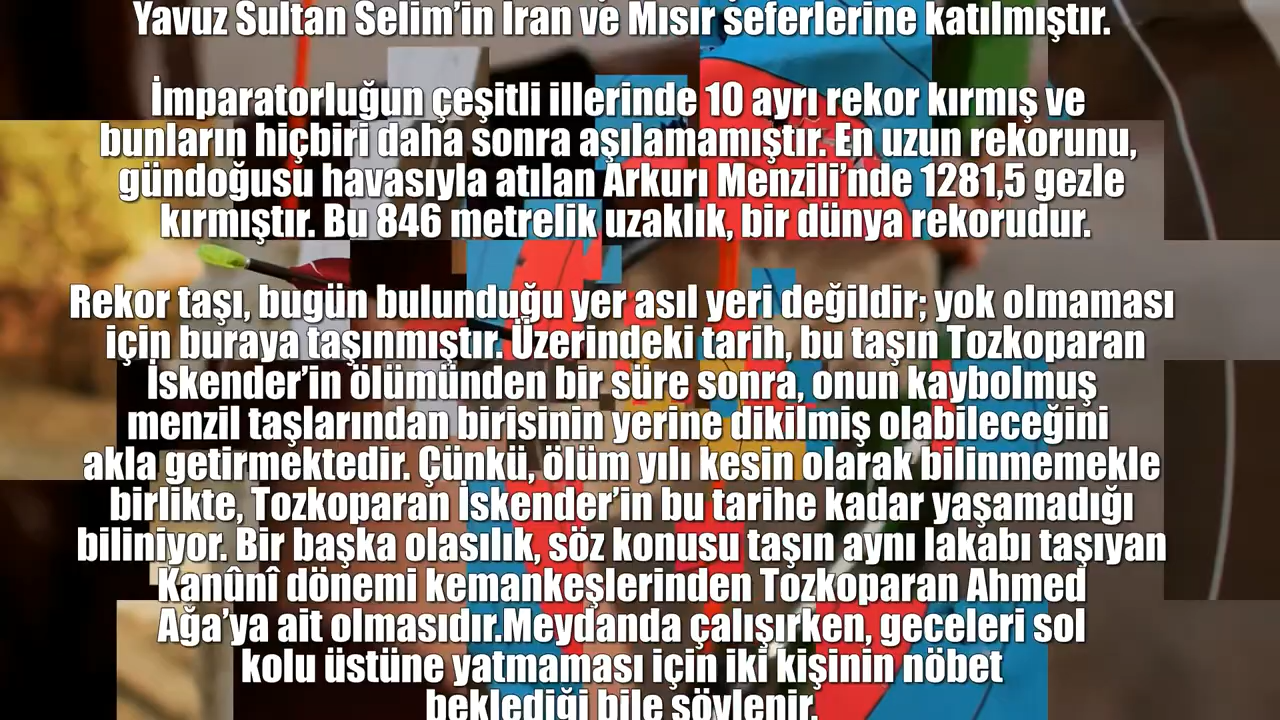 Yavuz Sultan Selim’in İran ve Mısır seferlerine katılmıştır.
İmparatorluğun çeşitli illerinde 10 ayrı rekor kırmış ve
bunların hiçbiri daha sonra aşılamamıştır. En uzun rekorunu,
gündoğusu havasıyla atılan Arkurı Menzili’nde 1281,5 gezle
kırmıştır. Bu 846 metrelik uzaklık, bir dünya rekorudur.
Rekor taşı, bugün bulunduğu yer asıl yeri değildir; yok olmaması
için buraya taşınmıştır. Üzerindeki tarih, bu taşın Tozkoparan
İskender’in ölümünden bir süre sonra, onun kaybolmuş
menzil taşlarından birisinin yerine dikilmiş olabileceğini
akla getirmektedir. Çünkü, ölüm yılı kesin olarak bilinmemekle
birlikte, Tozkoparan İskender’in bu tarihe kadar yaşamadığı
biliniyor. Bir başka olasılık, söz konusu taşın aynı lakabı taşıyan
Kanûnî dönemi kemankeşlerinden Tozkoparan Ahmed
Ağa’ya ait olmasıdır.Meydanda çalışırken, geceleri sol
kolu üstüne yatmaması için iki kişinin nöbet
beklediği bile söylenir.